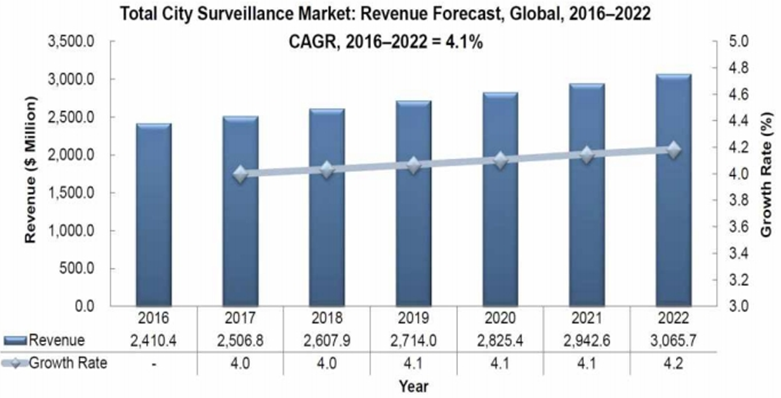 Total City Surveillance Market: Revenue Forecast, Global, 2016–2022
CAGR, 2016–2022 = 4.1%
Revenue ($ Million)
3,500.0
3,000.0
2,500.0
2,000.0
1,500.0
1,000.0
500.0
0.0
5.0
4.8
4.6
4.4
4.2
4.0
3.8
3.6
3.4
3.2
3.0
Growth Rate (%)
2016 2017 2018 2019 2020 2021 2022
Revenue 2,410.4 2,506.8 2,607.9 2,714.0 2,825.4 2,942.6 3,065.7
Growth Rate - 4.0 4.0 4.1 4.1 4.1 4.2
Year